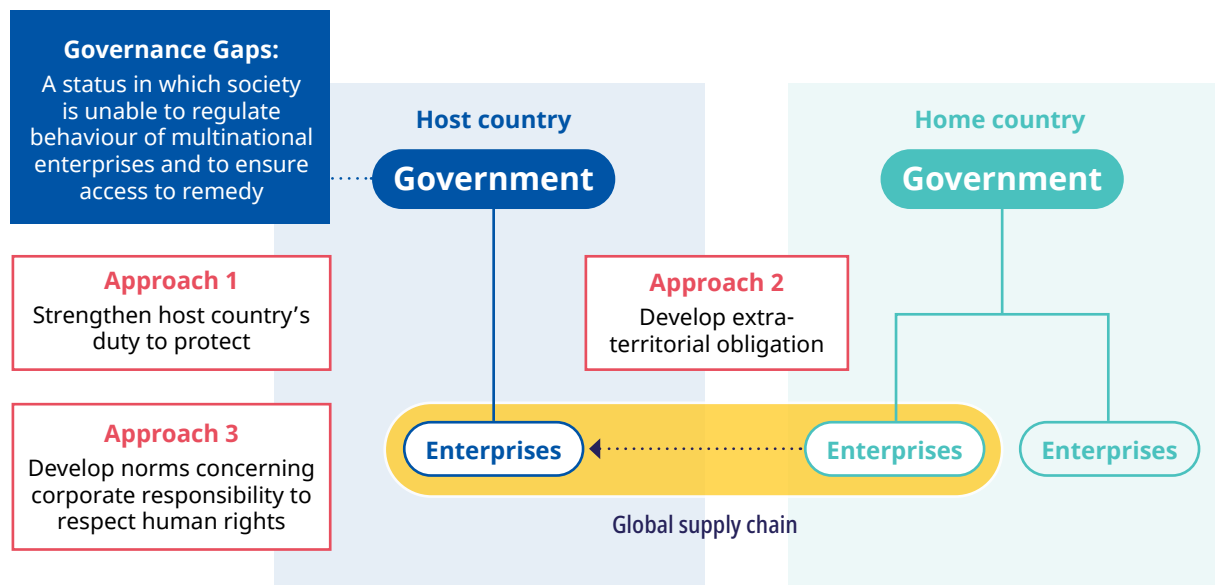 Governance Gaps:
A status in which society
is unable to regulate
behaviour of multinational
enterprises and to ensure
access to remedy
Host country
Government
Home country
Government
Approach 1
Strengthen host country’s
duty to protect
Approach 2
Develop extra-
territorial obligation
Approach 3
Develop norms concerning
corporate responsibility to
respect human rights
Enterprises
Enterprises
Enterprises
Global supply chain